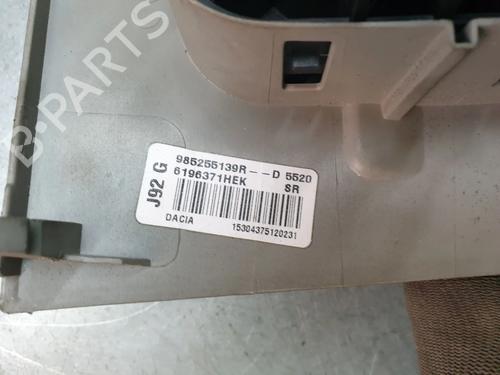 J92 G
985255139R--D 5520
6196371HEK SR
DACIA 15304375120231
B-PARTS